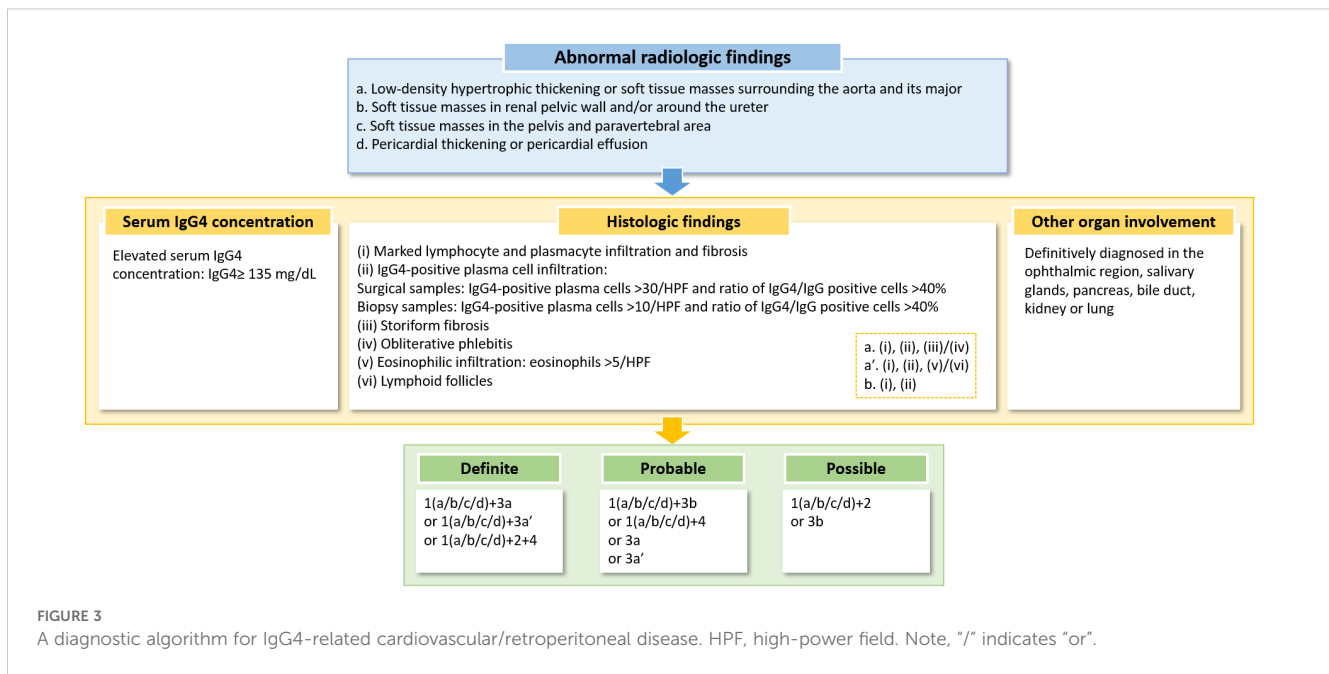 Abnormal radiologic findings
a. Low-density hypertrophic thickening or soft tissue masses surrounding the aorta and its major
b. Soft tissue masses in renal pelvic wall and/or around the ureter
c. Soft tissue masses in the pelvis and paravertebral area
d. Pericardial thickening or pericardial effusion
Serum IgG4 concentration
Elevated serum IgG4
concentration: IgG4≥ 135 mg/dL
Histologic findings
(i) Marked lymphocyte and plasmacyte infiltration and fibrosis
(ii) IgG4-positive plasma cell infiltration:
Surgical samples: IgG4-positive plasma cells >30/HPF and ratio of IgG4/IgG positive cells >40%
Biopsy samples: IgG4-positive plasma cells >10/HPF and ratio of IgG4/IgG positive cells >40%
(iii) Storiform fibrosis
(iv) Obliterative phlebitis
(v) Eosinophilic infiltration: eosinophils >5/HPF
(vi) Lymphoid follicles
a. (i), (ii), (iii)/(iv)
a′. (i), (ii), (v)/(vi)
b. (i), (ii)
Other organ involvement
Definitively diagnosed in the
ophthalmic region, salivary
glands, pancreas, bile duct,
kidney or lung
Definite
1(a/b/c/d)+3a
or 1(a/b/c/d)+3a′
or 1(a/b/c/d)+2+4
Probable
1(a/b/c/d)+3b
or 1(a/b/c/d)+4
or 3a
or 3a′
Possible
1(a/b/c/d)+2
or 3b
FIGURE 3
A diagnostic algorithm for IgG4-related cardiovascular/retroperitoneal disease. HPF, high-power field. Note, “/” indicates “or”.